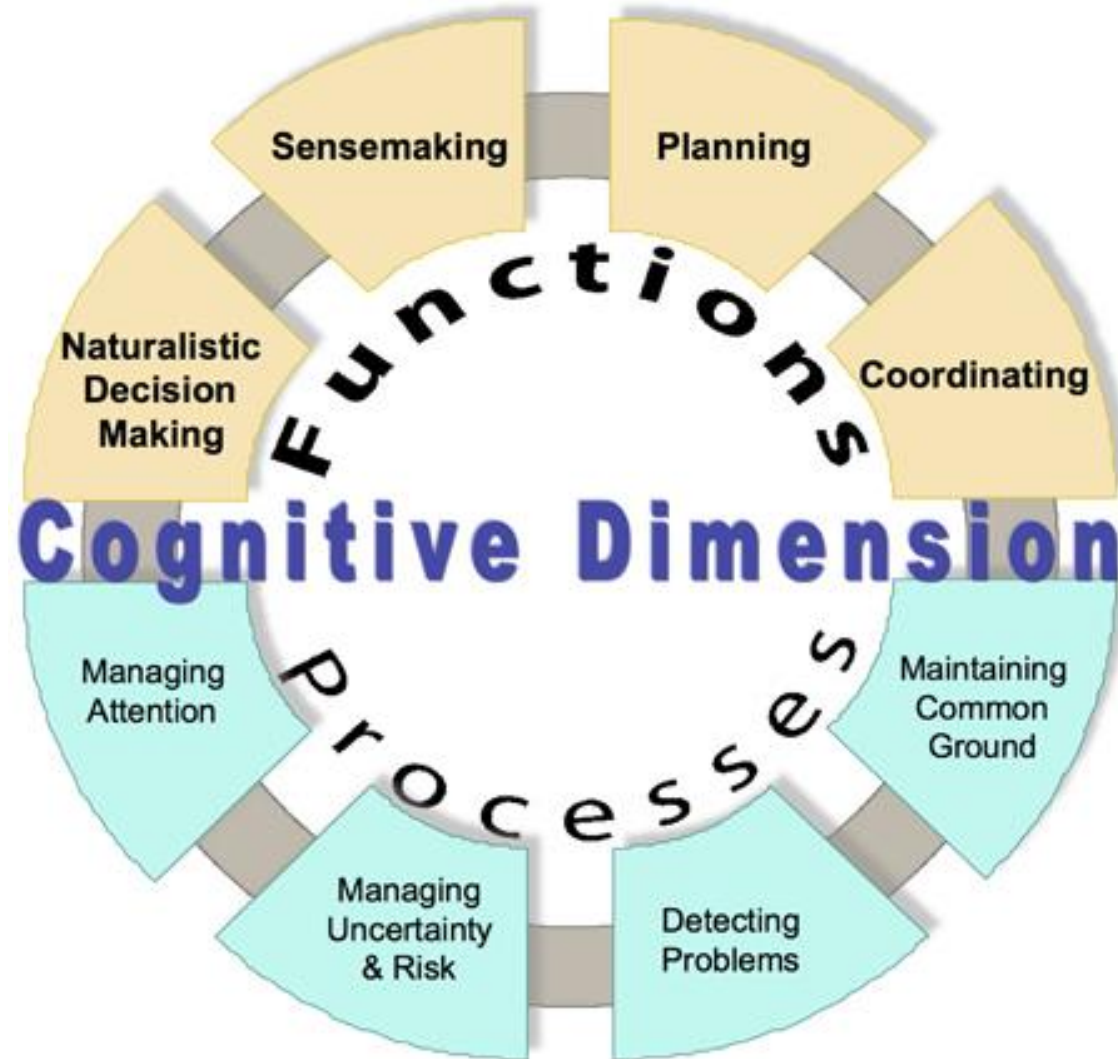 Sensemaking
Planning
Naturalistic
Decision
Making
Functions
Coordinating
Cognitive Dimension
Managing
Attention
Processes
Maintaining
Common
Ground
Managing
Uncertainty
& Risk
Detecting
Problems